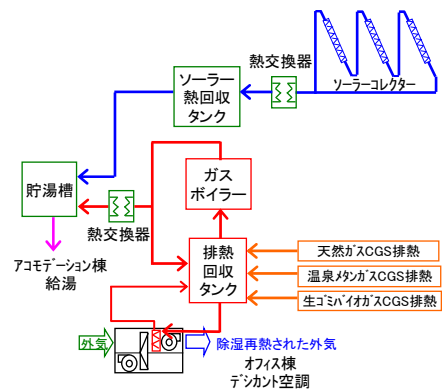 熱交換器
ソーラーコレクター
ソーラー
熱回収
タンク
貯湯槽
ガス
ボイラー
熱交換器
アコモデーション棟
給湯
排熱
回収
タンク
天然ガスCGS排熱
温泉メタンガスCGS排熱
生ゴミバイオガスCGS排熱
外気
除湿再熱された外気
オフィス棟
デシカント空調